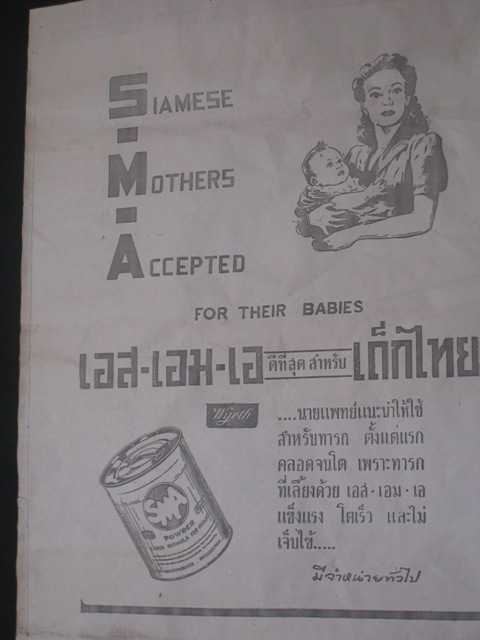 SIAMESE
-
MOTHERS
-
ACCEPTED
FOR THEIR BABIES
เอส-เอม-เอ ดีที่สุด สำหรับ เด็กไทย
Wyeth
....นายแพทย์แนะนำให้ใช้
สำหรับทารก ตั้งแต่แรก
คลอดจนโต เพราะทารก
ที่เลี้ยงด้วย เอส-เอม-เอ
แข็งแรง โตเร็ว และไม่
เจ็บไข้.....
SMA
POWDER
มีจำหน่ายทั่วไป